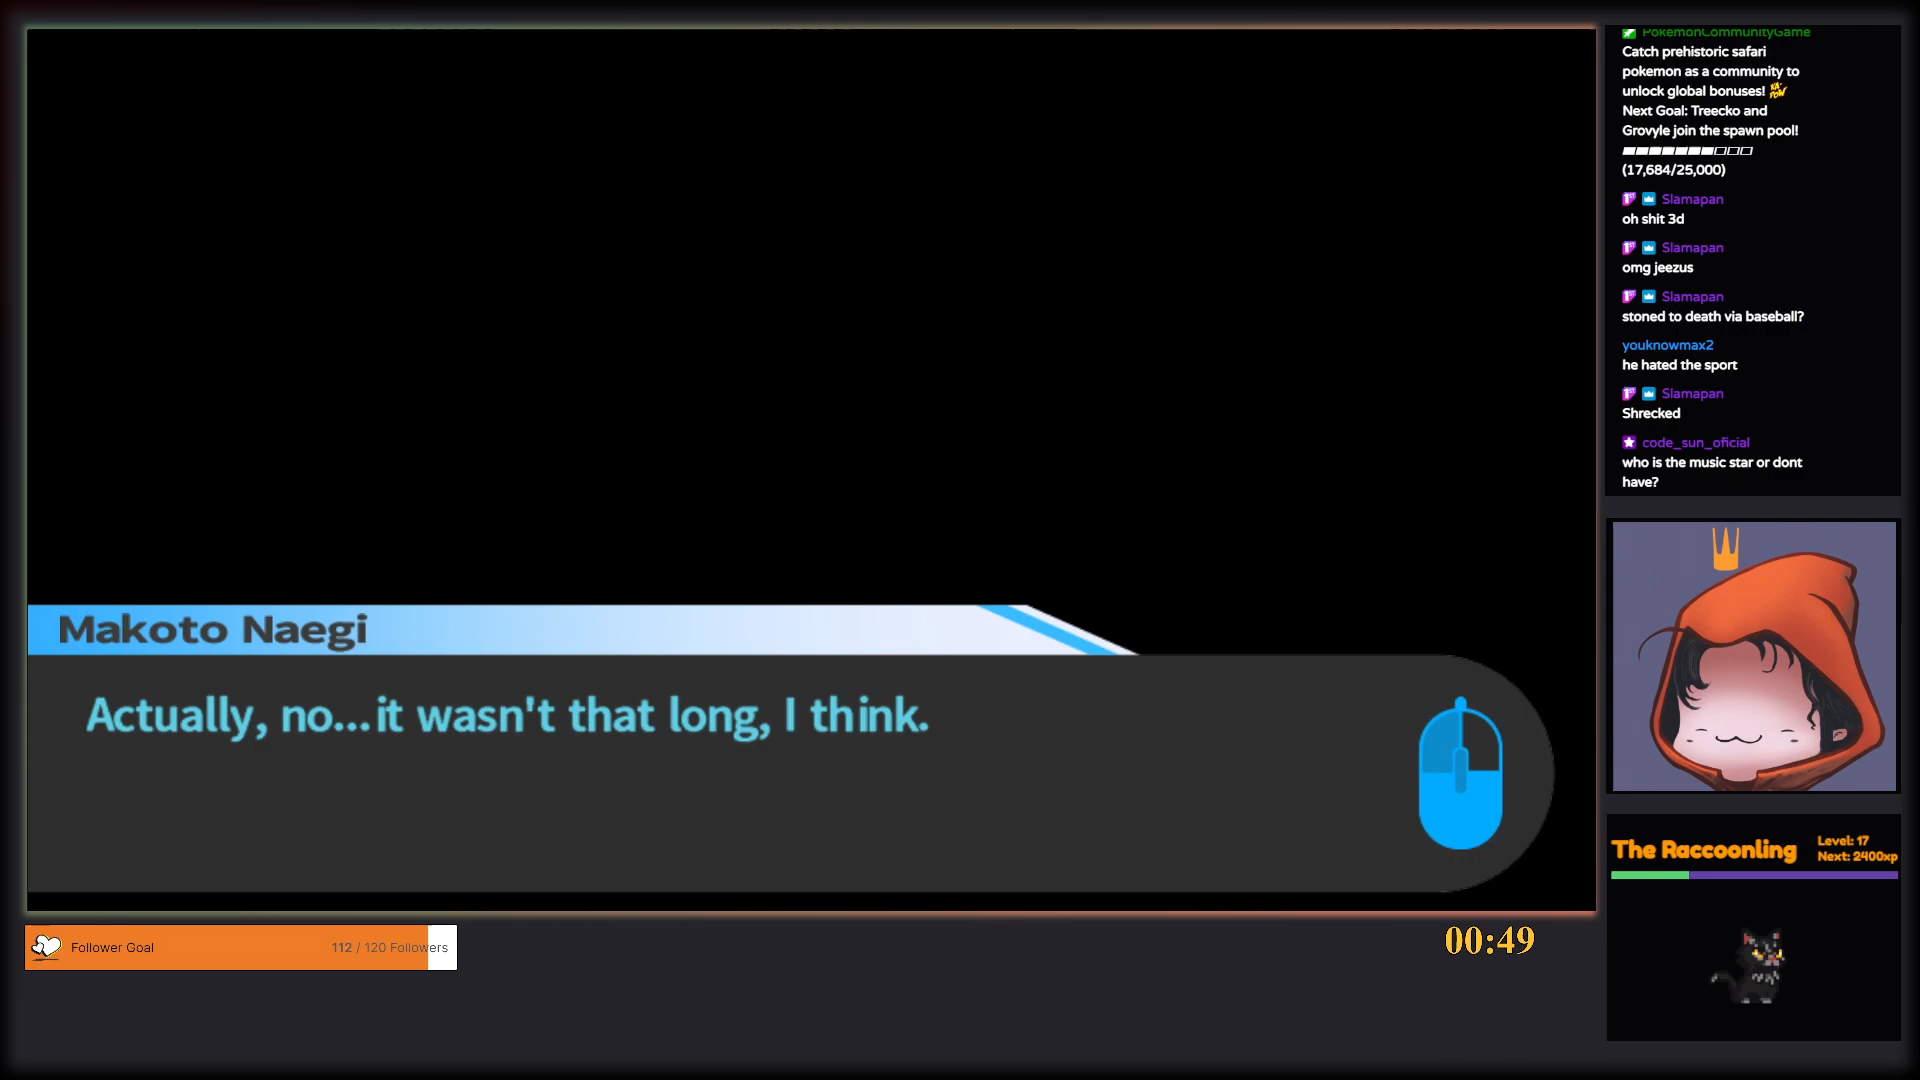 Makoto Naegi
Actually, no...it wasn't that long, I think.
PokemonCommunityGame
Catch prehistoric safari
pokemon as a community to
unlock global bonuses!
Next Goal: Treecko and
Grovyle join the spawn pool!
(17,684/25,000)
Slamapan
oh shit 3d
Slamapan
omg jeezus
Slamapan
stoned to death via baseball?
youknowmax2
he hated the sport
Slamapan
Shrecked
code_sun_oficial
who is the music star or dont
have?
The Raccoonling
Level: 17
Next: 2400xp
Follower Goal
112 / 120 Followers
00:49